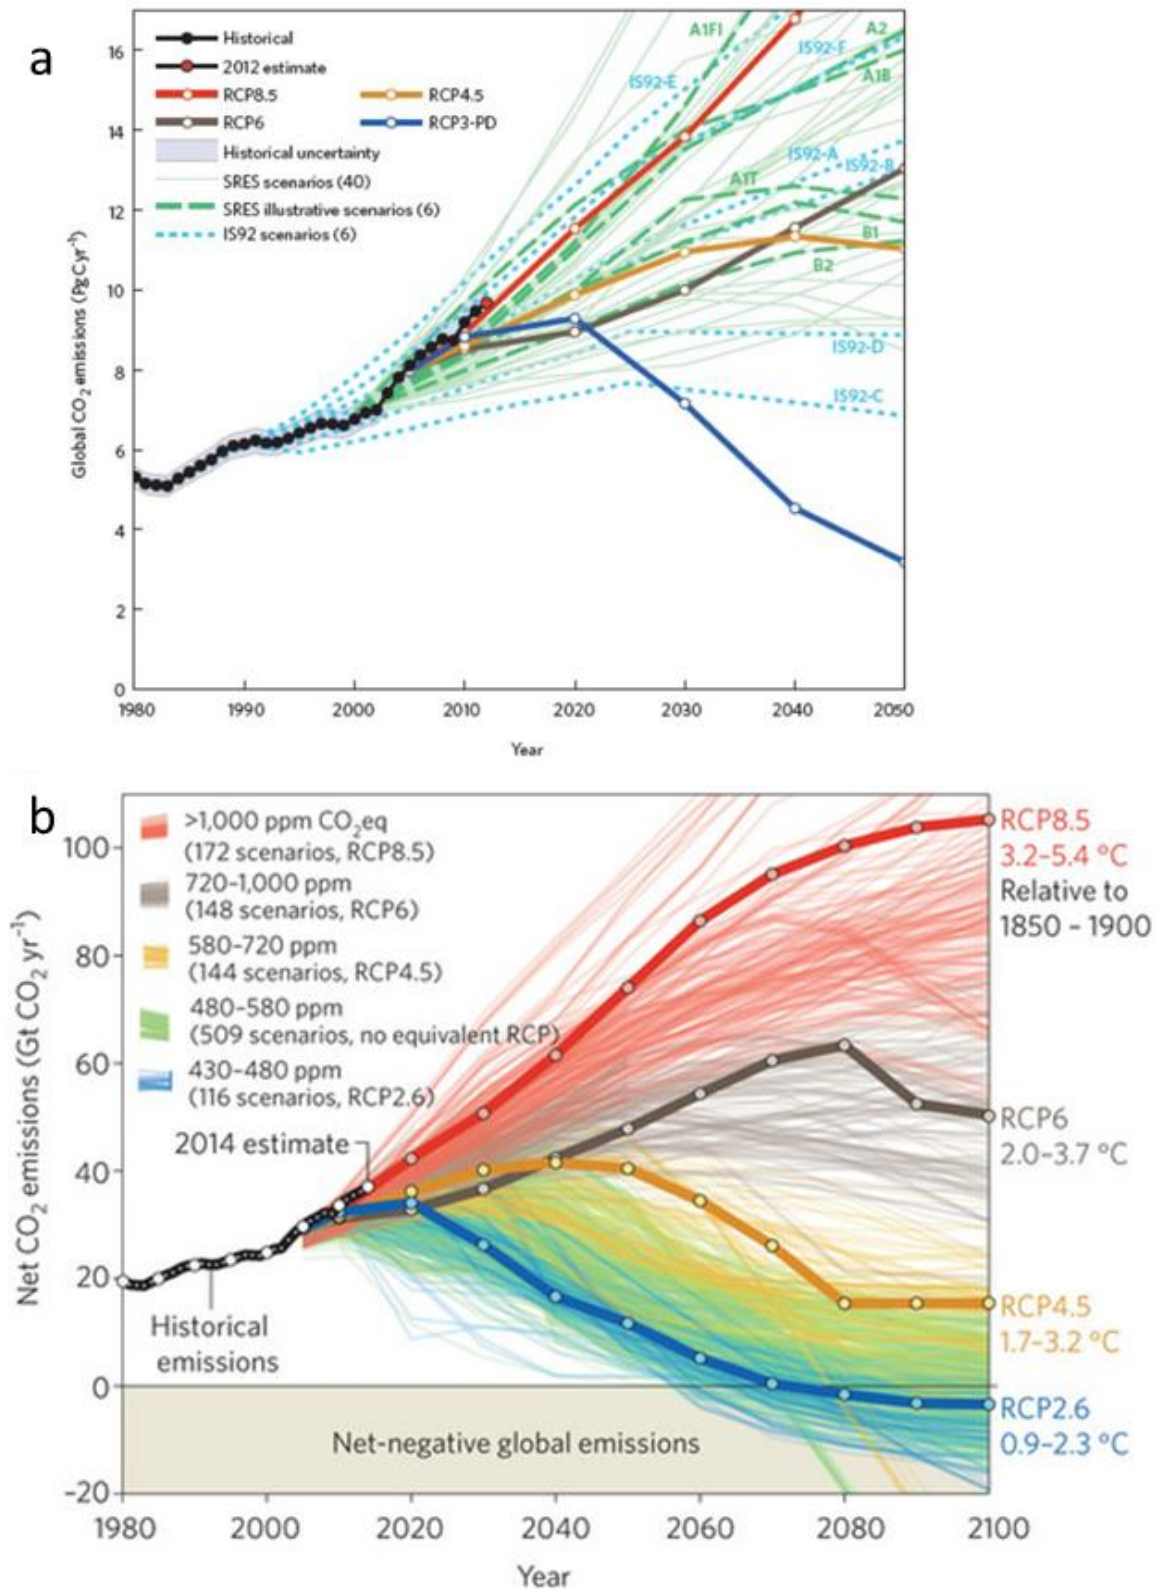 a
Historical
2012 estimate
RCP8.5 RCP4.5
RCP6 RCP3-PD
Historical uncertainty
SRES scenarios (40)
SRES illustrative scenarios (6)
IS92 scenarios (6)
A1FI
IS92-E
IS92-F
A2
A1B
IS92-A
IS92-B
A1T
B1
B2
IS92-D
IS92-C
Global CO₂ emissions (PgC yr⁻¹)
16
14
12
10
8
6
4
2
0
1980 1990 2000 2010 2020 2030 2040 2050
Year
b
>1,000 ppm CO₂eq
(172 scenarios, RCP8.5)
720–1,000 ppm
(148 scenarios, RCP6)
580–720 ppm
(144 scenarios, RCP4.5)
480–580 ppm
(509 scenarios, no equivalent RCP)
430–480 ppm
(116 scenarios, RCP2.6)
2014 estimate
Historical
emissions
Net-negative global emissions
RCP8.5
3.2–5.4 °C
Relative to
1850 – 1900
RCP6
2.0–3.7 °C
RCP4.5
1.7–3.2 °C
RCP2.6
0.9–2.3 °C
Net CO₂ emissions (Gt CO₂ yr⁻¹)
100
80
60
40
20
0
–20
1980 2000 2020 2040 2060 2080 2100
Year